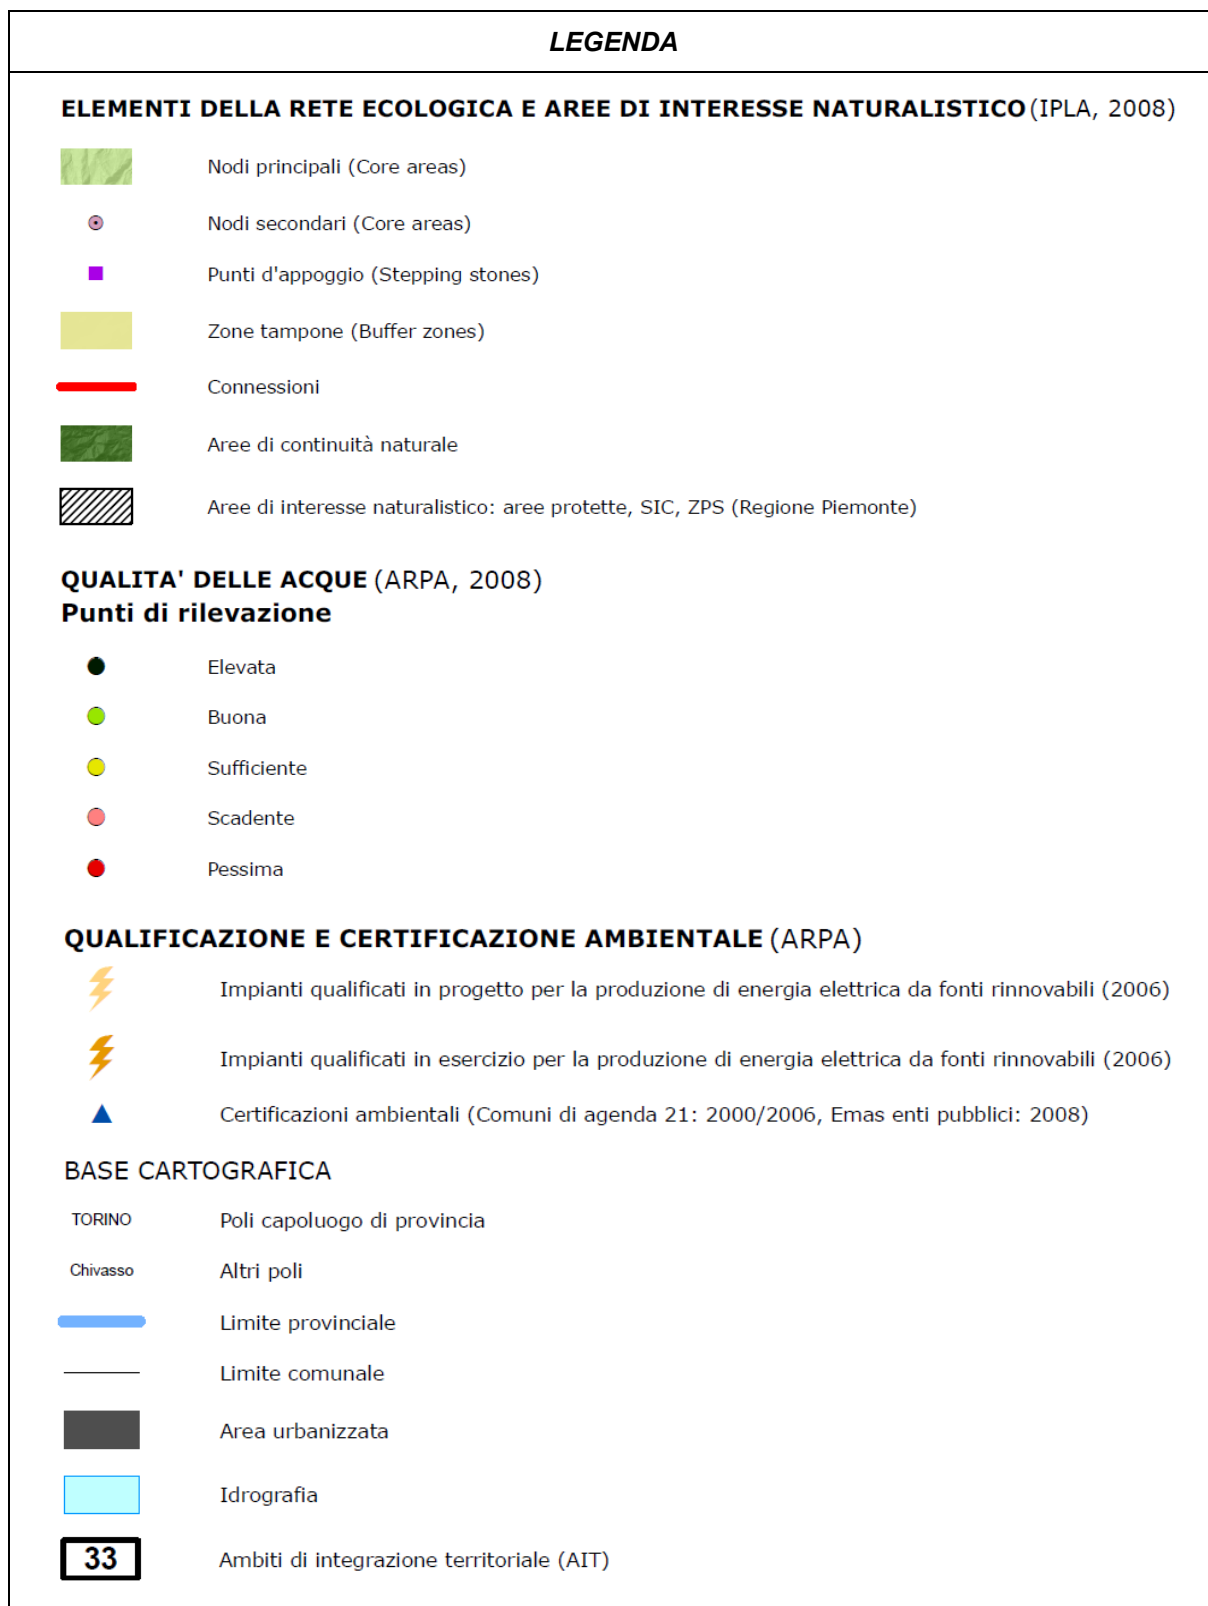 LEGENDA
ELEMENTI DELLA RETE ECOLOGICA E AREE DI INTERESSE NATURALISTICO (IPLA, 2008)
Nodi principali (Core areas)
Nodi secondari (Core areas)
Punti d'appoggio (Stepping stones)
Zone tampone (Buffer zones)
Connessioni
Aree di continuità naturale
Aree di interesse naturalistico: aree protette, SIC, ZPS (Regione Piemonte)
QUALITA' DELLE ACQUE (ARPA, 2008)
Punti di rilevazione
Elevata
Buona
Sufficiente
Scadente
Pessima
QUALIFICAZIONE E CERTIFICAZIONE AMBIENTALE (ARPA)
Impianti qualificati in progetto per la produzione di energia elettrica da fonti rinnovabili (2006)
Impianti qualificati in esercizio per la produzione di energia elettrica da fonti rinnovabili (2006)
Certificazioni ambientali (Comuni di agenda 21: 2000/2006, Emas enti pubblici: 2008)
BASE CARTOGRAFICA
TORINO Poli capoluogo di provincia
Chivasso Altri poli
Limite provinciale
Limite comunale
Area urbanizzata
Idrografia
33 Ambiti di integrazione territoriale (AIT)